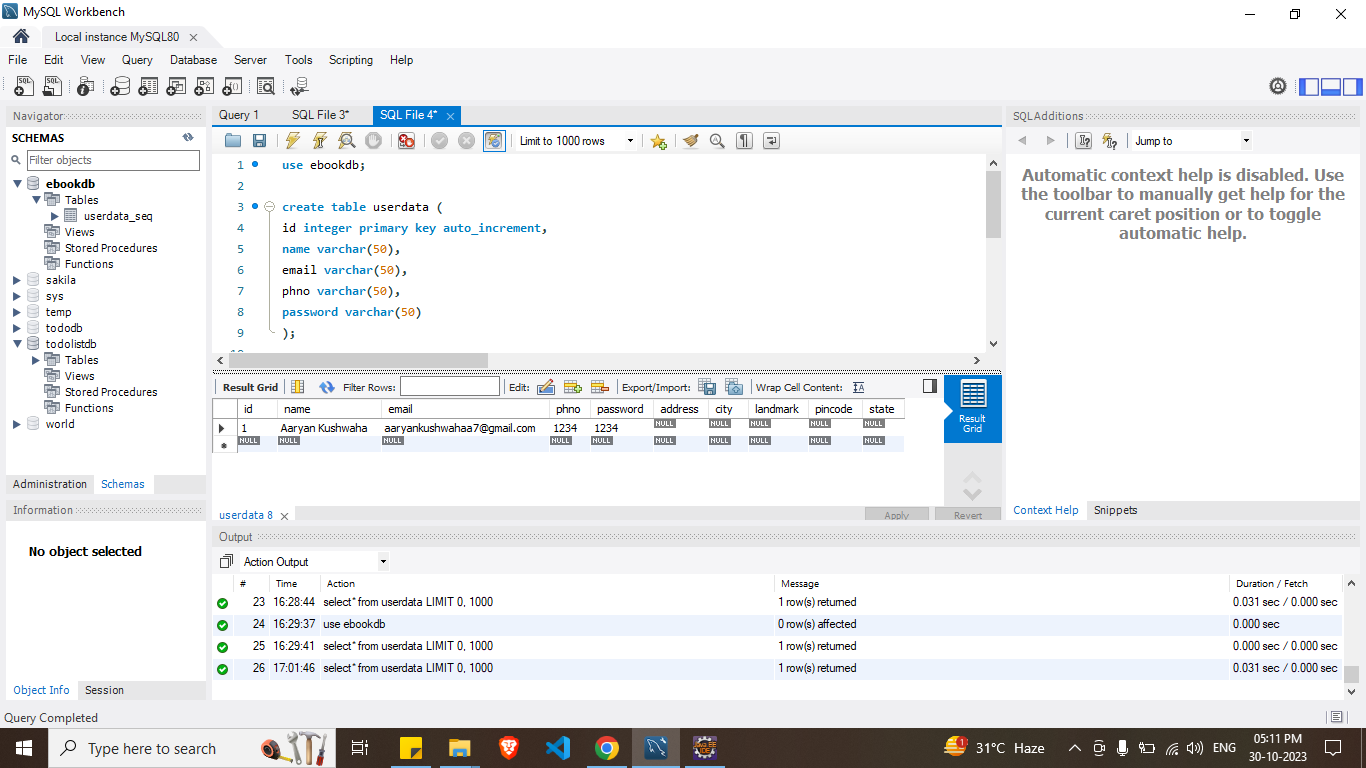 MySQL Workbench
Local instance MySQL80
File Edit View Query Database Server Tools Scripting Help
Navigator
SCHEMAS
Filter objects
ebookdb
Tables
userdata_seq
Views
Stored Procedures
Functions
sakila
sys
temp
tododb
todolistdb
Tables
Views
Stored Procedures
Functions
world
Administration Schemas
Information
No object selected
Object Info Session
Query 1 SQL File 3* SQL File 4*
Limit to 1000 rows
1 use ebookdb;
2
3 create table userdata (
4 id integer primary key auto_increment,
5 name varchar(50),
6 email varchar(50),
7 phno varchar(50),
8 password varchar(50)
9 );
Result Grid Filter Rows: Edit: Export/Import: Wrap Cell Content:
id name email phno password address city landmark pincode state
1 Aaryan Kushwaha aaryankushwahaa7@gmail.com 1234 1234 NULL NULL NULL NULL NULL
NULL NULL NULL NULL NULL NULL NULL NULL NULL NULL
Result
Grid
userdata 8
Apply Revert
SQLAdditions
Jump to
Automatic context help is disabled. Use
the toolbar to manually get help for the
current caret position or to toggle
automatic help.
Context Help Snippets
Output
Action Output
# Time Action Message Duration / Fetch
23 16:28:44 select * from userdata LIMIT 0, 1000 1 row(s) returned 0.031 sec / 0.000 sec
24 16:29:37 use ebookdb 0 row(s) affected 0.000 sec
25 16:29:41 select * from userdata LIMIT 0, 1000 1 row(s) returned 0.000 sec / 0.000 sec
26 17:01:46 select * from userdata LIMIT 0, 1000 1 row(s) returned 0.031 sec / 0.000 sec
Query Completed
Type here to search
1
31°C Haze
ENG
05:11 PM
30-10-2023